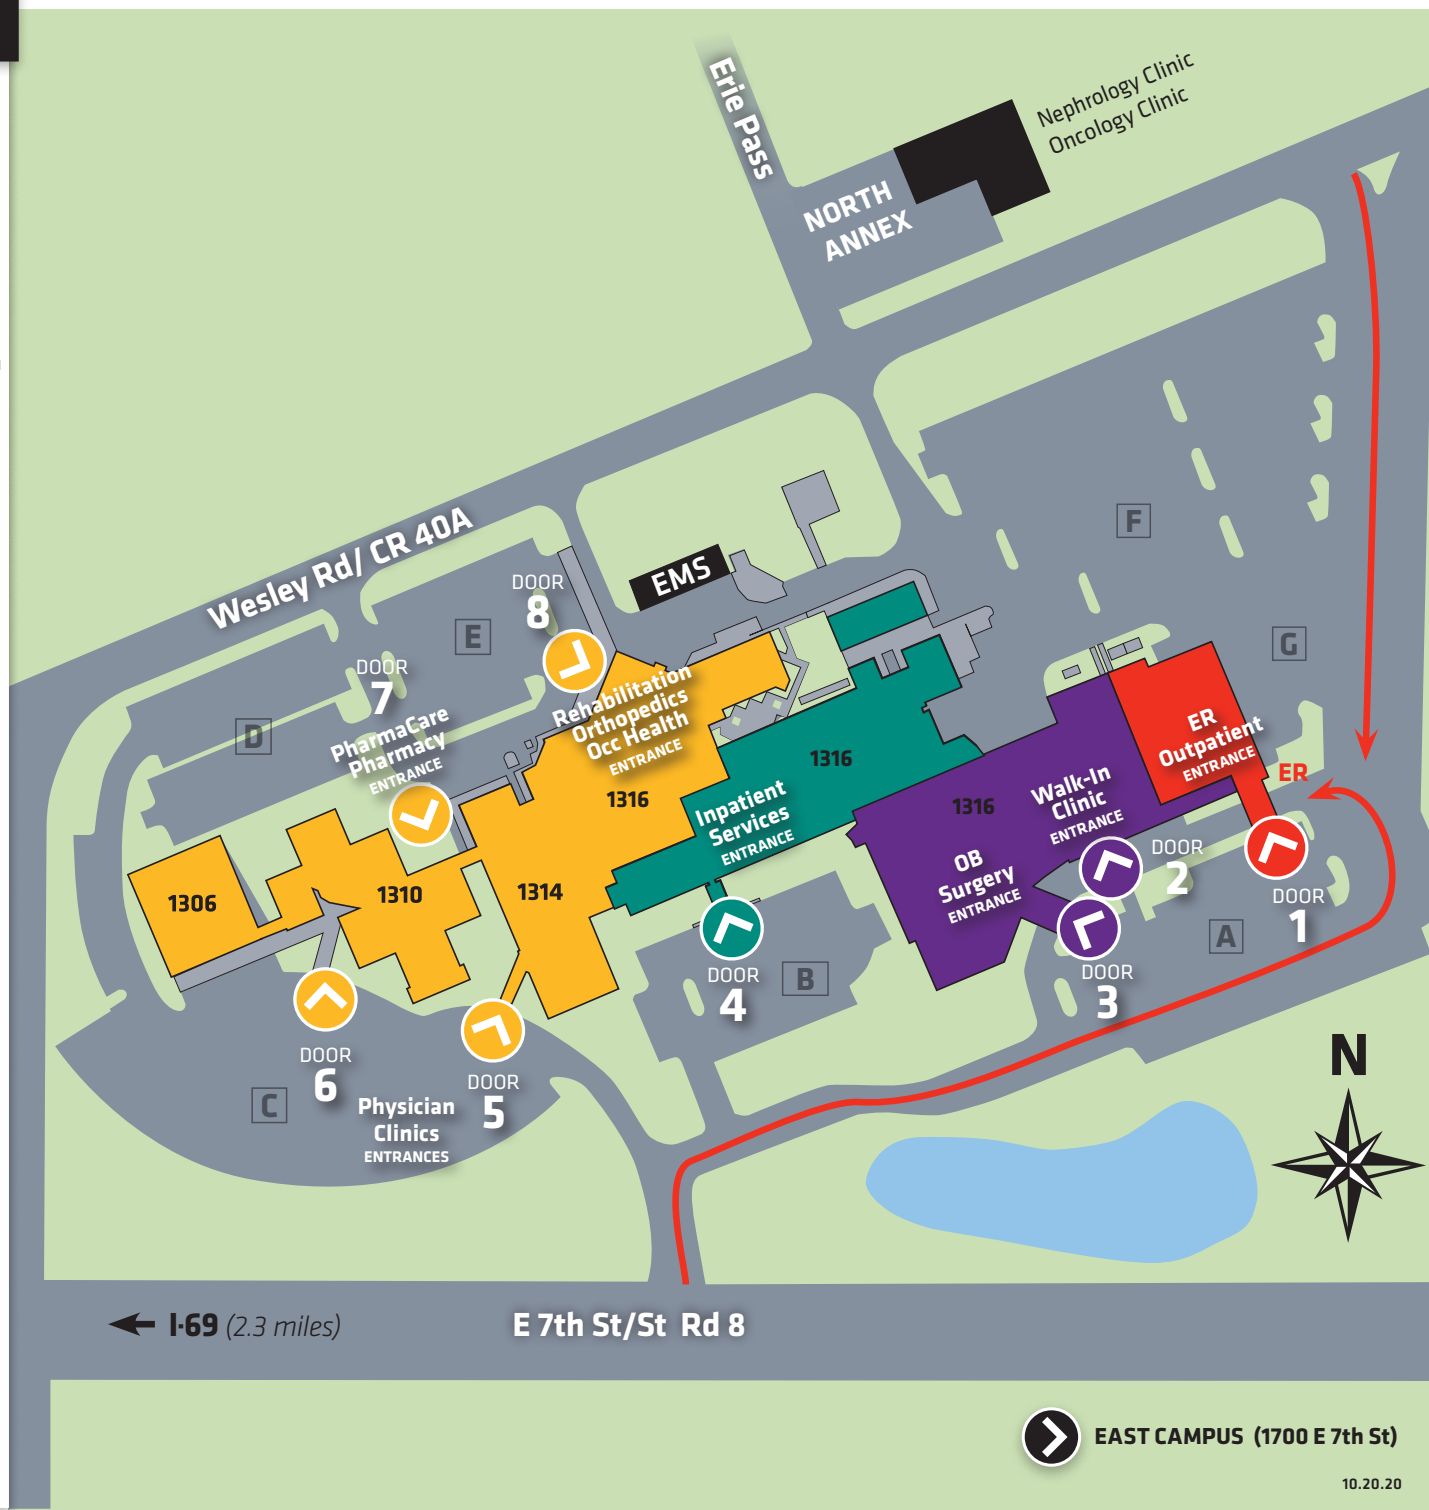 Erie Pass
Nephrology Clinic
Oncology Clinic
NORTH
ANNEX
Wesley Rd/ CR 40A
F
EMS
DOOR
8
E
G
DOOR
7
D
PharmaCare
Pharmacy
ENTRANCE
Rehabilitation
Orthopedics
Occ Health
ENTRANCE
1316
1316
Inpatient
Services
ENTRANCE
1316
Walk-In
Clinic
ENTRANCE
ER
Outpatient
ENTRANCE
ER
OB
Surgery
ENTRANCE
DOOR
2
DOOR
1
1306
1310
1314
A
DOOR
4
B
DOOR
3
DOOR
6
DOOR
5
C
Physician
Clinics
ENTRANCES
N
I-69 (2.3 miles)
E 7th St/St Rd 8
EAST CAMPUS (1700 E 7th St)
10.20.20